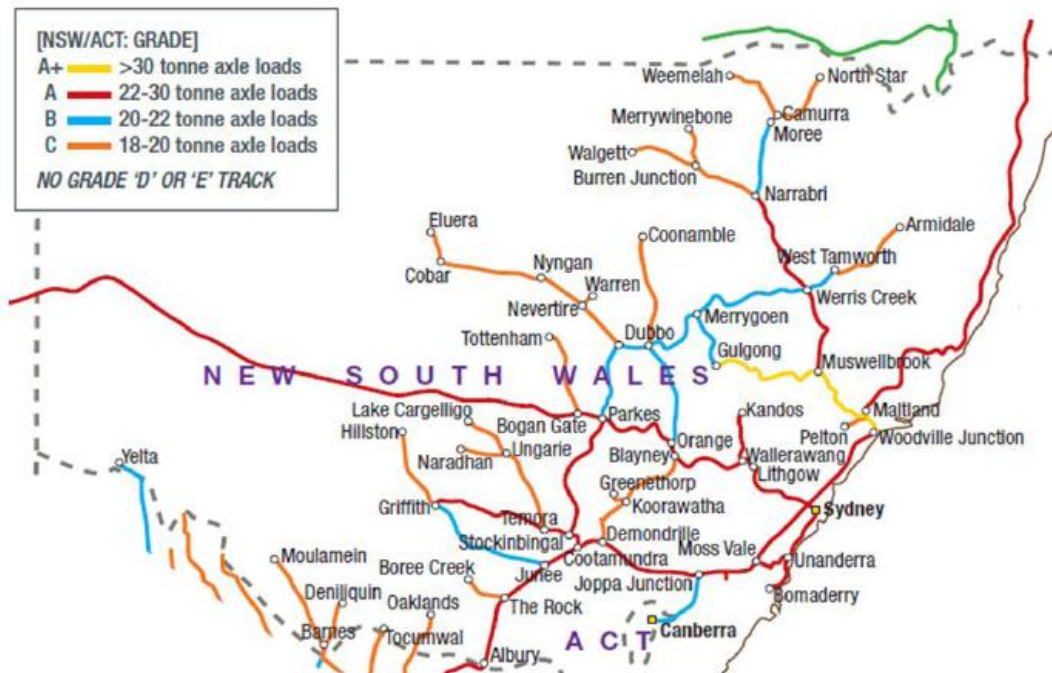 [NSW/ACT: GRADE]
A+ >30 tonne axle loads
A 22-30 tonne axle loads
B 20-22 tonne axle loads
C 18-20 tonne axle loads
NO GRADE 'D' OR 'E' TRACK
Weemelah
North Star
Camurra
Moree
Merrywinebone
Walgett
Burren Junction
Narrabri
Eluera
Coonamble
Armidale
Cobar
Nyngan
Warren
West Tamworth
Nevertire
Werris Creek
Merrygoen
Tottenham
Dubbo
Gulgong
Muswellbrook
NEW SOUTH WALES
Lake Cargelligo
Hillston
Bogan Gate
Parkes
Kandos
Maltland
Pelton
Woodville Junction
Naradhan
Ungarie
Orange
Blayney
Wallerawang
Lithgow
Yelta
Greenethorp
Koorawatha
Griffith
Temora
Sydney
Stockinbingal
Demondrille
Moulamein
Boree Creek
Cootamundra
Moss Vale
Unanderra
Junee
Joppa Junction
Deniliquin
Oaklands
The Rock
Bomaderry
Barnes
Tocumwal
Canberra
ACT
Albury